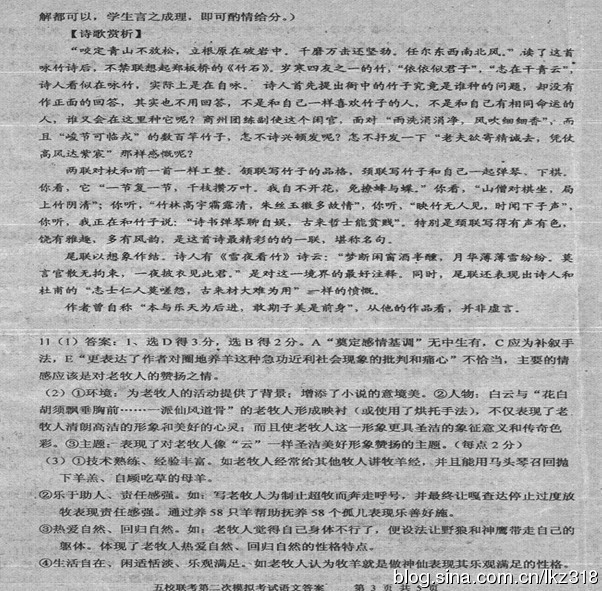 解都可以，学生言之成理，即可酌情给分。）
【诗歌赏析】
“咬定青山不放松，立根原在破岩中。千磨万击还坚劲，任尔东西南北风。”读了这首
咏竹诗后，不禁联想起郑板桥的《竹石》。岁寒四友之一的竹，“依依似君子”，“志在干青云”，
诗人看似在咏竹，实际上是在自咏。诗人首先提出街中的竹子究竟是谁种的问题，却没有
作正面的回答，其实也不用回答，不是和自己一样喜欢竹子的人，不是和自己有相同命运的
人，谁又会在这里种它呢？商州团练副使这个闲官，面对“雨洗涓涓净，风吹细细香”，而
且“峻节可临戎”的数百竿竹子，怎不诗兴顿发呢？怎不抒发一下“老夫欲寄精诚去，凭仗
高风达紫宸”那样感慨呢？
两联对杖和前一首一样工整。颔联写竹子的品格，颈联写竹子和自己一起弹琴、下棋。
你看，它“一节复一节，千枝攒万叶。我自不开花，免撩蜂与蝶。”你看，“山僧对棋坐，局
上竹阴清”；你听，“竹林高宇霜露清，朱丝玉徽多故情”，你听，“映竹无人见，时闻下子声”，
你听，我正在和竹子说：“诗书弹琴聊自娱，古来哲士能贫贱”。特别是颈联写得有声有色，
饶有雅趣，多有风韵，是这首诗最精彩的的一联，堪称名句。
尾联以想象作结。诗人有《雪夜看竹》诗云：“梦断闲窗酒半醺，月华薄薄雪纷纷。莫
言官散无拘束，一夜披衣见此君。”是对这一境界的最好注释。同时，尾联还表现出诗人和
杜甫的“志士仁人莫嗟怨，古来材大难为用”一样的愤慨。
作者曾自称“本与乐天为后进，敢期子美是前身”，从他的作品看，并非虚言。
11（1）答案：1、选D得3分，选B得2分。A“奠定感情基调”无中生有，C应为补叙手
法，E“更表达了作者对圈地养羊这种急功近利社会现象的批判和痛心”不恰当，主要的情
感应该是对老牧人的赞扬之情。
（2）①环境：为老牧人的活动提供了背景；增添了小说的意境美。②人物：白云与“花白
胡须飘垂胸前……一派仙风道骨”的老牧人形成映衬（或使用了烘托手法），不仅表现了老
牧人清朗高洁的形象和美好的心灵；而且使老牧人这一形象更具圣洁的象征意义和传奇色
彩。③主题：表现了对老牧人像“云”一样圣洁美好形象赞扬的主题。（每点2分）
（3）①技术熟练、经验丰富。如老牧人经常给其他牧人讲牧羊经，并且能用马头琴召回抛
下羊羔、自顾吃草的母羊。
②乐于助人、责任感强。如：写老牧人为制止超牧而奔走呼号，并最终让嘎查达停止过度放
牧表现责任感强。通过养58只羊帮助抚养58个孤儿表现乐善好施。
③热爱自然、回归自然。如：老牧人觉得自己身体不行了，便设法让野狼和神鹰带走自己的
躯体。体现了老牧人热爱自然、回归自然的性格特点。
④生活自在、闲适恬淡、乐观满足。如老牧人认为牧羊就是做神仙表现其乐观满足的性格。
五校联考第二次模拟考试语文答案 第 3 页 共 5 页
blog.sina.com.cn/lkz318